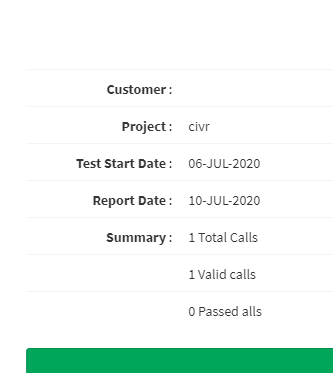 Customer :
Project : civr
Test Start Date : 06-JUL-2020
Report Date : 10-JUL-2020
Summary : 1 Total Calls
1 Valid calls
0 Passed alls